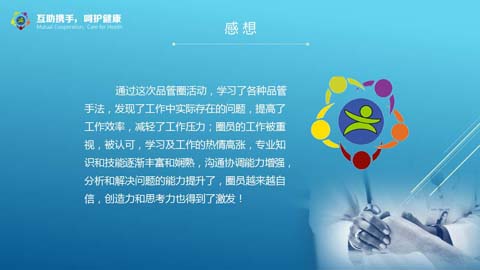 互助携手，呵护健康
Mutual Cooperation, Care for Health
感 想
通过这次品管圈活动，学习了各种品管
手法，发现了工作中实际存在的问题，提高了
工作效率，减轻了工作压力；圈员的工作被重
视，被认可，学习及工作的热情高涨，专业知
识和技能逐渐丰富和娴熟，沟通协调能力增强，
分析和解决问题的能力提升了，圈员越来越自
信，创造力和思考力也得到了激发！